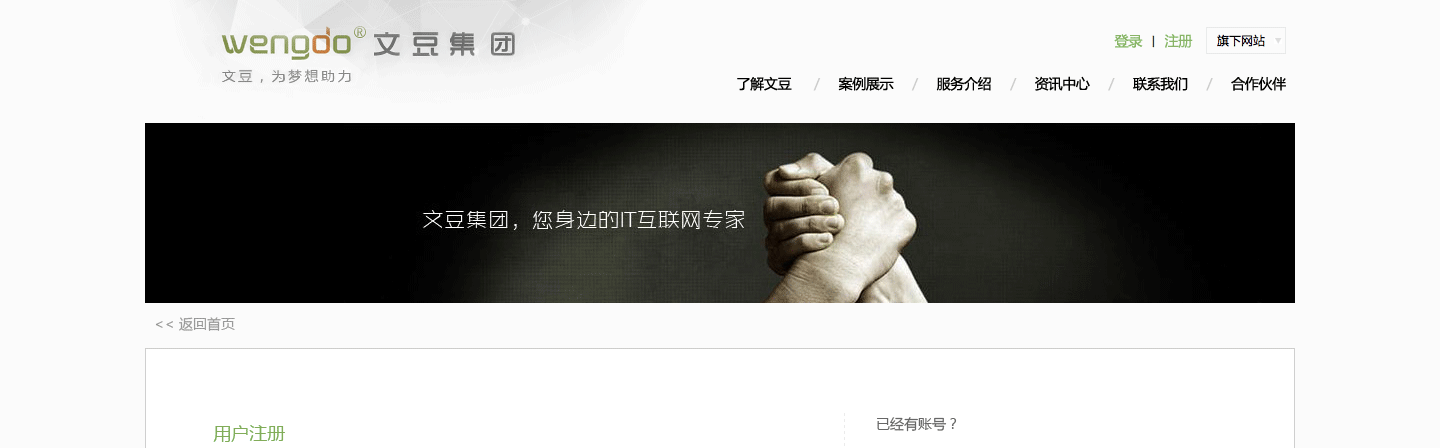 wengdo® 文豆集团
文豆，为梦想助力
登录 | 注册 旗下网站
了解文豆 / 案例展示 / 服务介绍 / 资讯中心 / 联系我们 / 合作伙伴
文豆集团，您身边的IT互联网专家
<< 返回首页
用户注册
已经有账号？